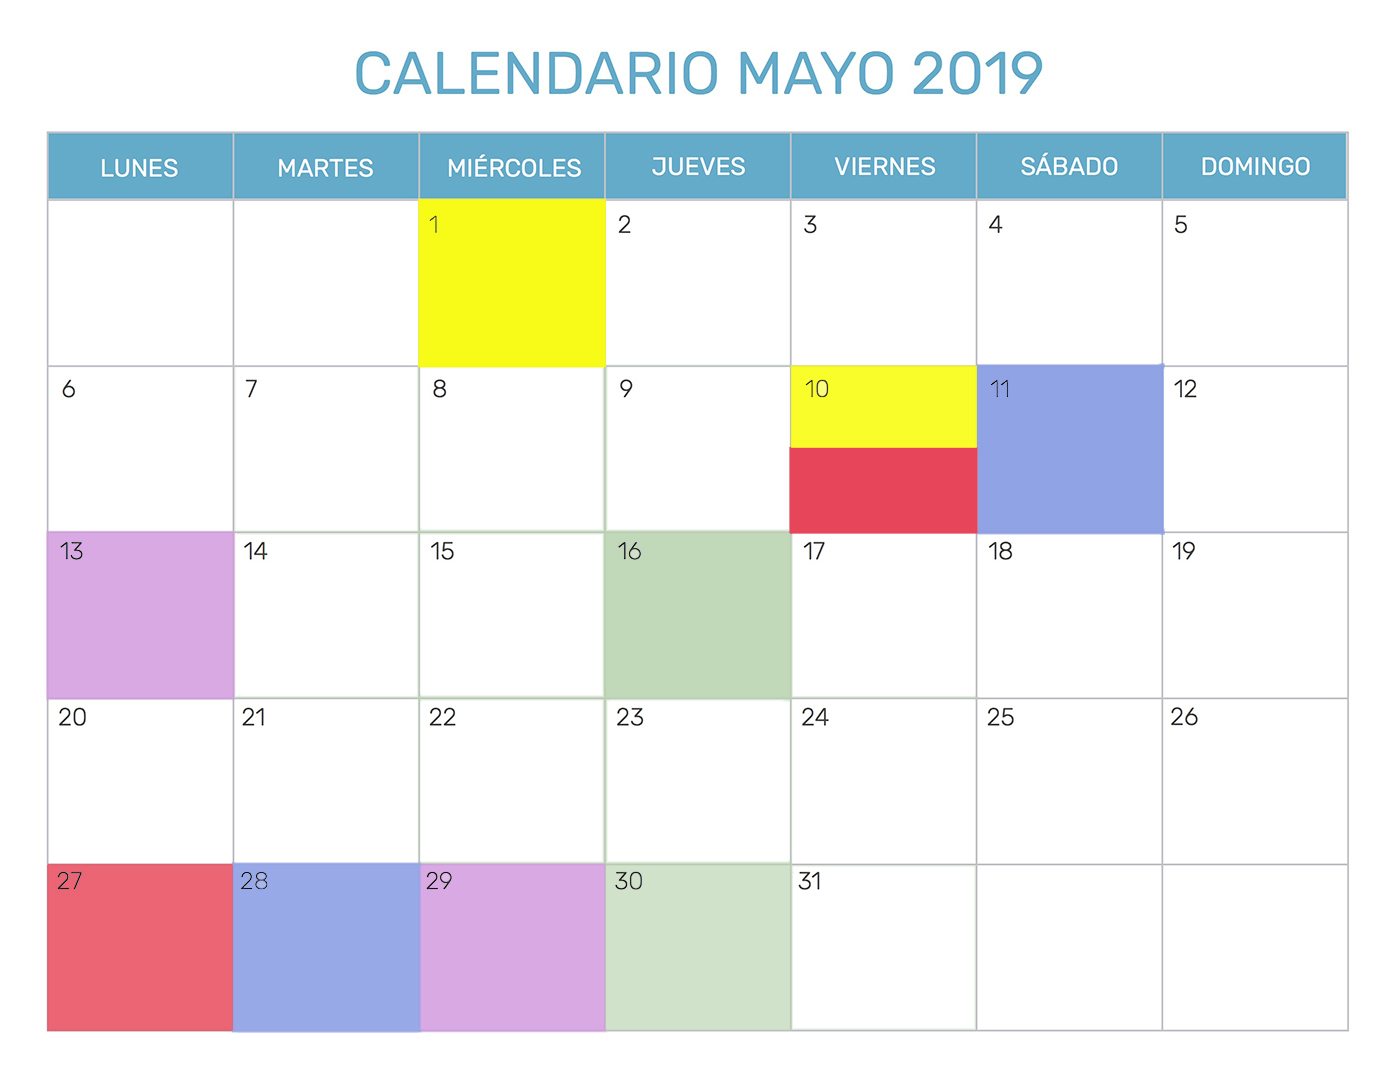 CALENDARIO MAYO 2019
LUNES MARTES MIÉRCOLES JUEVES VIERNES SÁBADO DOMINGO
1 2 3 4 5
6 7 8 9 10 11 12
13 14 15 16 17 18 19
20 21 22 23 24 25 26
27 28 29 30 31